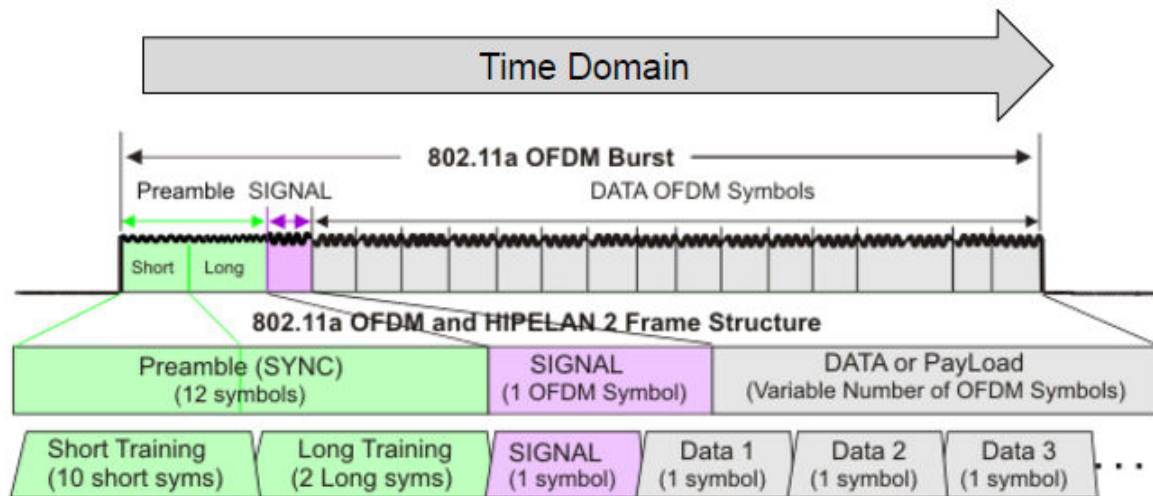 Time Domain
802.11a OFDM Burst
Preamble SIGNAL DATA OFDM Symbols
Short Long
802.11a OFDM and HIPELAN 2 Frame Structure
Preamble (SYNC) SIGNAL DATA or PayLoad
(12 symbols) (1 OFDM Symbol) (Variable Number of OFDM Symbols)
Short Training Long Training SIGNAL Data 1 Data 2 Data 3
(10 short syms) (2 Long syms) (1 symbol) (1 symbol) (1 symbol) (1 symbol) . . .